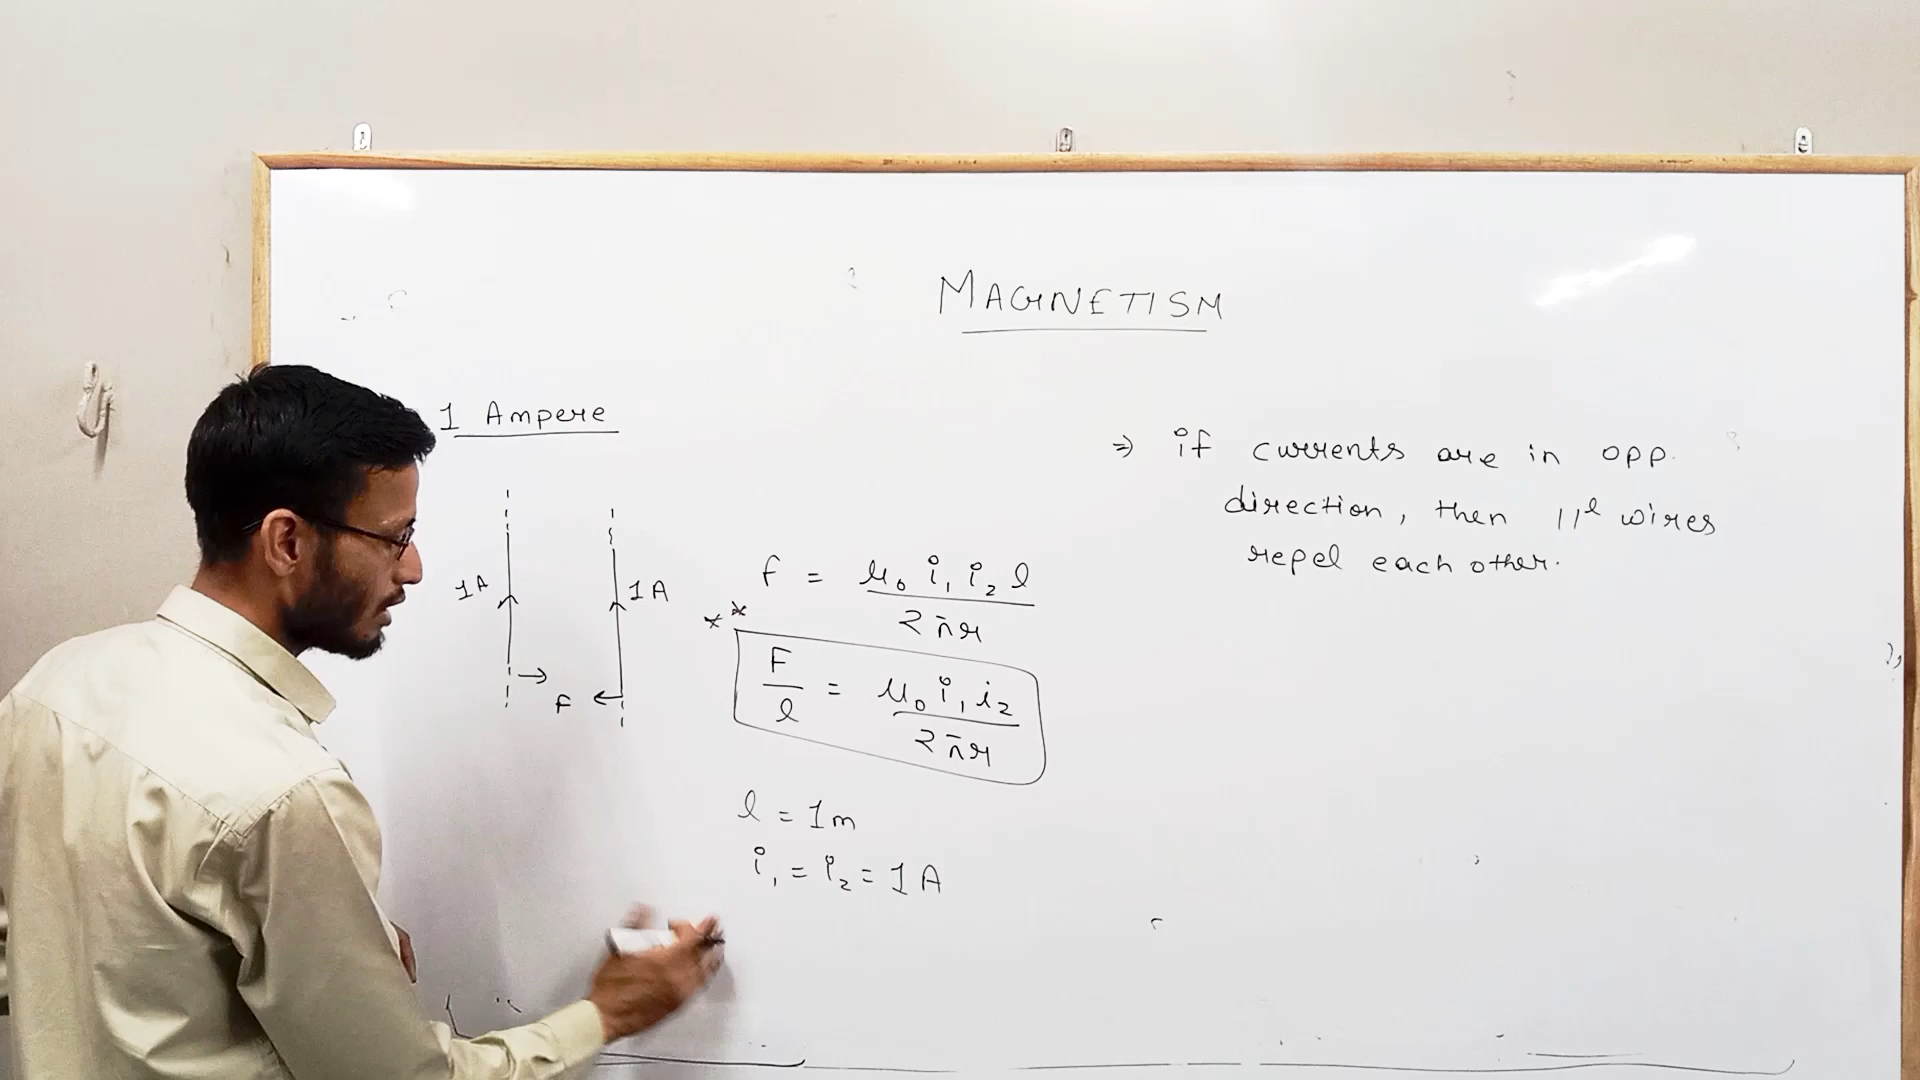 MAGNETISM
1 Ampere
1A
1A
F
f = μ₀ i₁ i₂ l / 2πr
**
F / l = μ₀ i₁ i₂ / 2πr
l = 1m
i₁ = i₂ = 1A
⇒ if currents are in opp.
direction, then ||ˡ wires
repel each other.